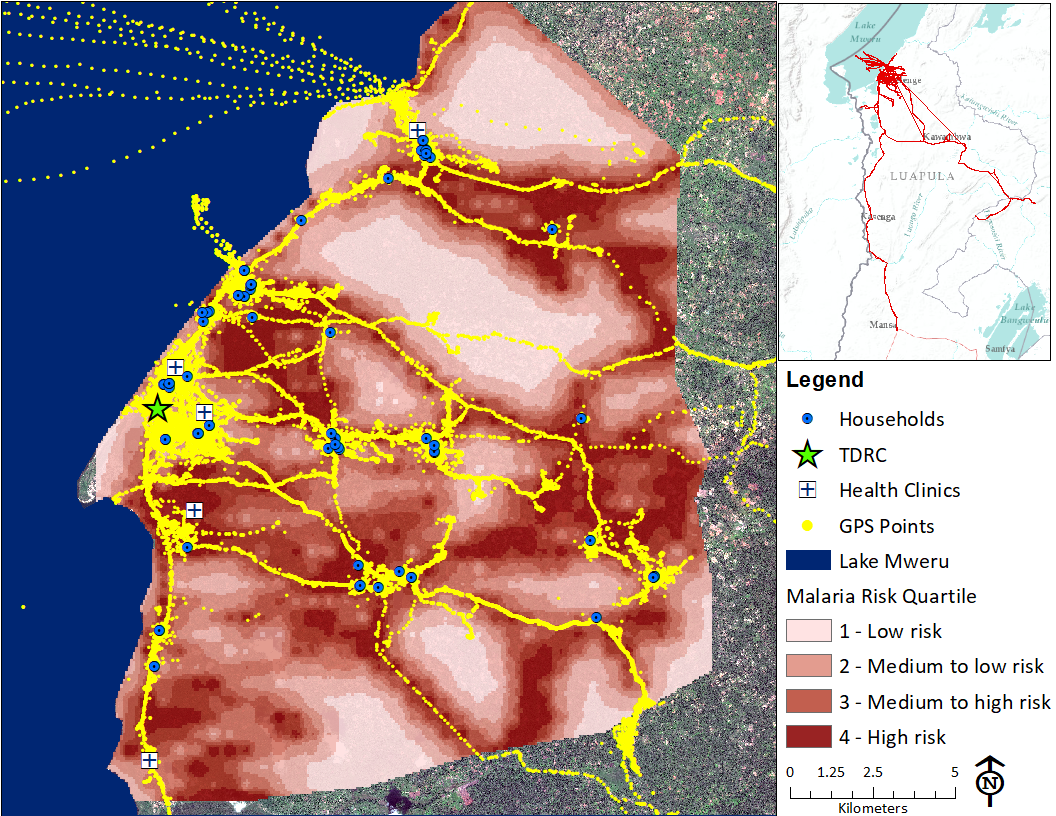 Lake
Mweru
LUAPULA
Mansa
Samfya
Lake
Bangweulu
Legend
Households
TDRC
Health Clinics
GPS Points
Lake Mweru
Malaria Risk Quartile
1 - Low risk
2 - Medium to low risk
3 - Medium to high risk
4 - High risk
0 1.25 2.5 5
Kilometers
N